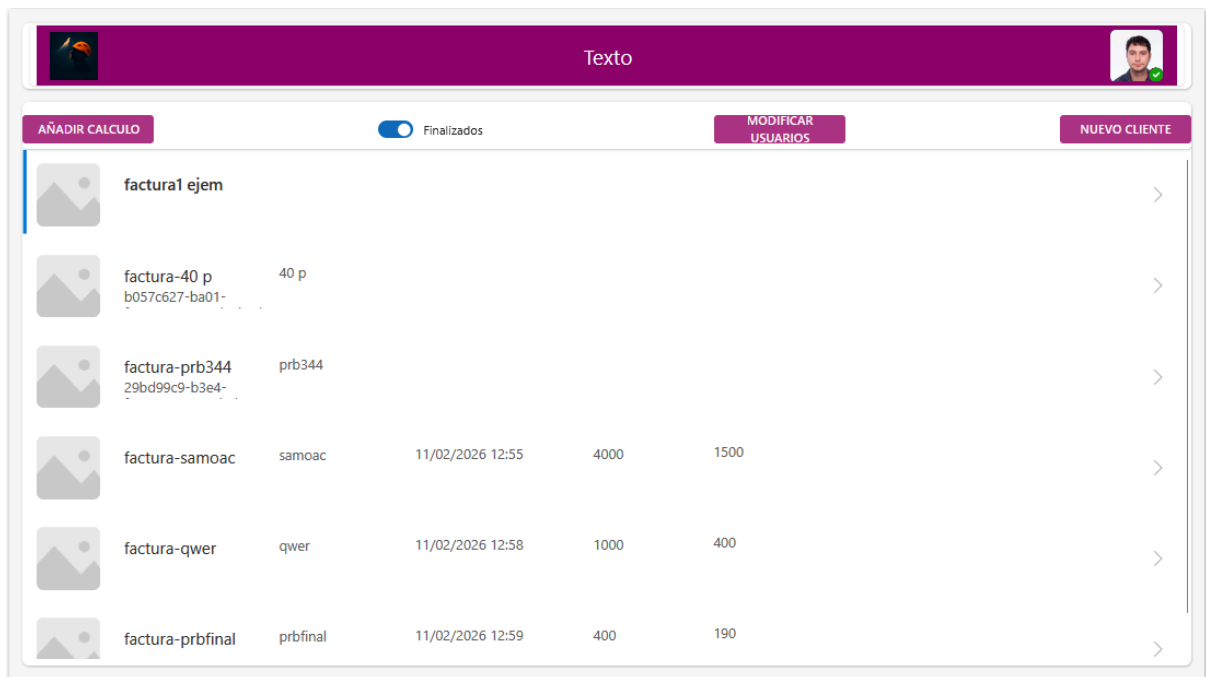 Texto
AÑADIR CALCULO
Finalizados
MODIFICAR
USUARIOS
NUEVO CLIENTE
factura1 ejem
factura-40 p
40 p
b057c627-ba01-
factura-prb344
prb344
29bd99c9-b3e4-
factura-samoac
samoac
11/02/2026 12:55
4000
1500
factura-qwer
qwer
11/02/2026 12:58
1000
400
factura-prbfinal
prbfinal
11/02/2026 12:59
400
190